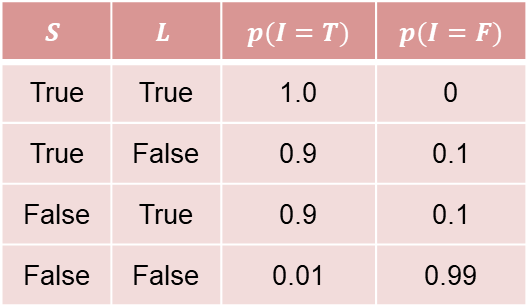 S L p(I = T) p(I = F)
True True 1.0 0
True False 0.9 0.1
False True 0.9 0.1
False False 0.01 0.99